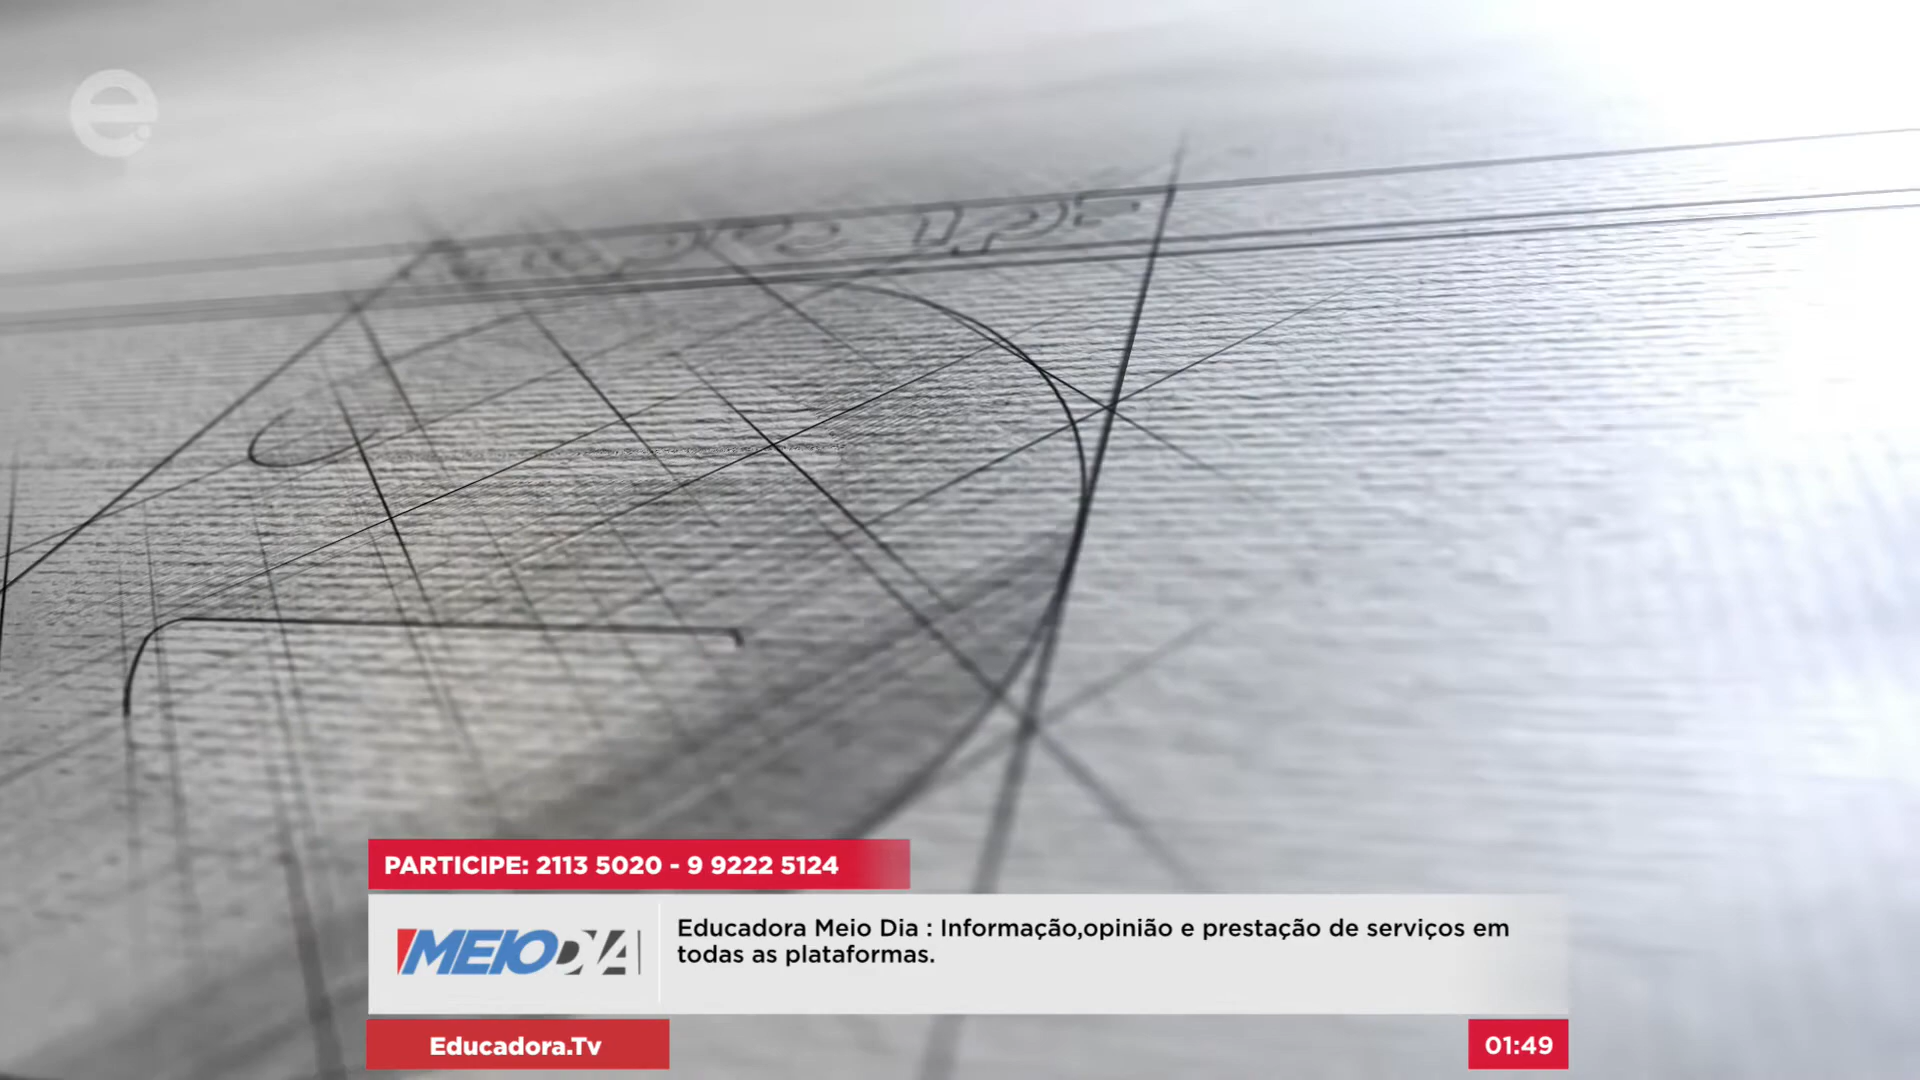 e
PARTICIPE: 2113 5020 - 9 9222 5124
MEIODIA
Educadora Meio Dia : Informação,opinião e prestação de serviços em
todas as plataformas.
Educadora.Tv
01:49